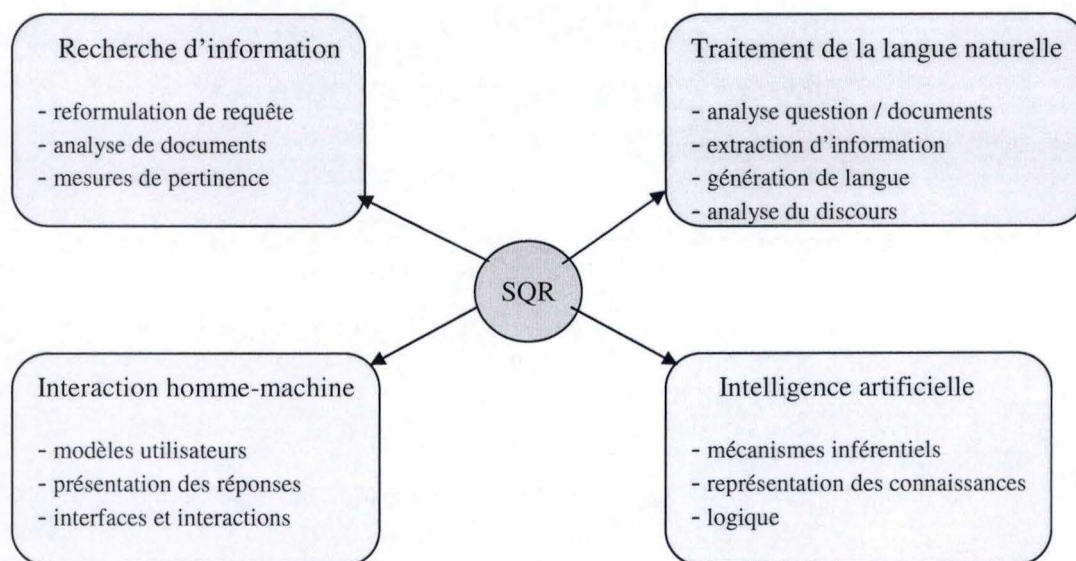 Recherche d’information
- reformulation de requête
- analyse de documents
- mesures de pertinence
Traitement de la langue naturelle
- analyse question / documents
- extraction d’information
- génération de langue
- analyse du discours
SQR
Interaction homme-machine
- modèles utilisateurs
- présentation des réponses
- interfaces et interactions
Intelligence artificielle
- mécanismes inférentiels
- représentation des connaissances
- logique